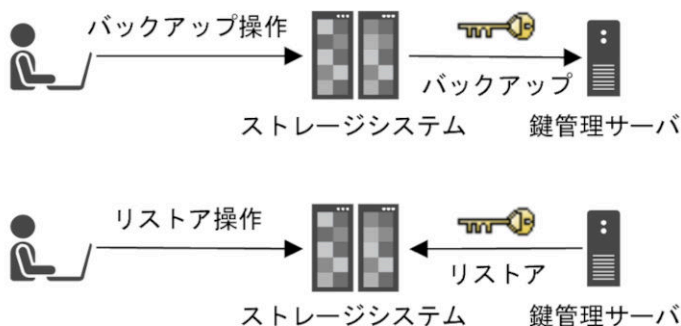 バックアップ操作
バックアップ
ストレージシステム
鍵管理サーバ
リストア操作
リストア
ストレージシステム
鍵管理サーバ